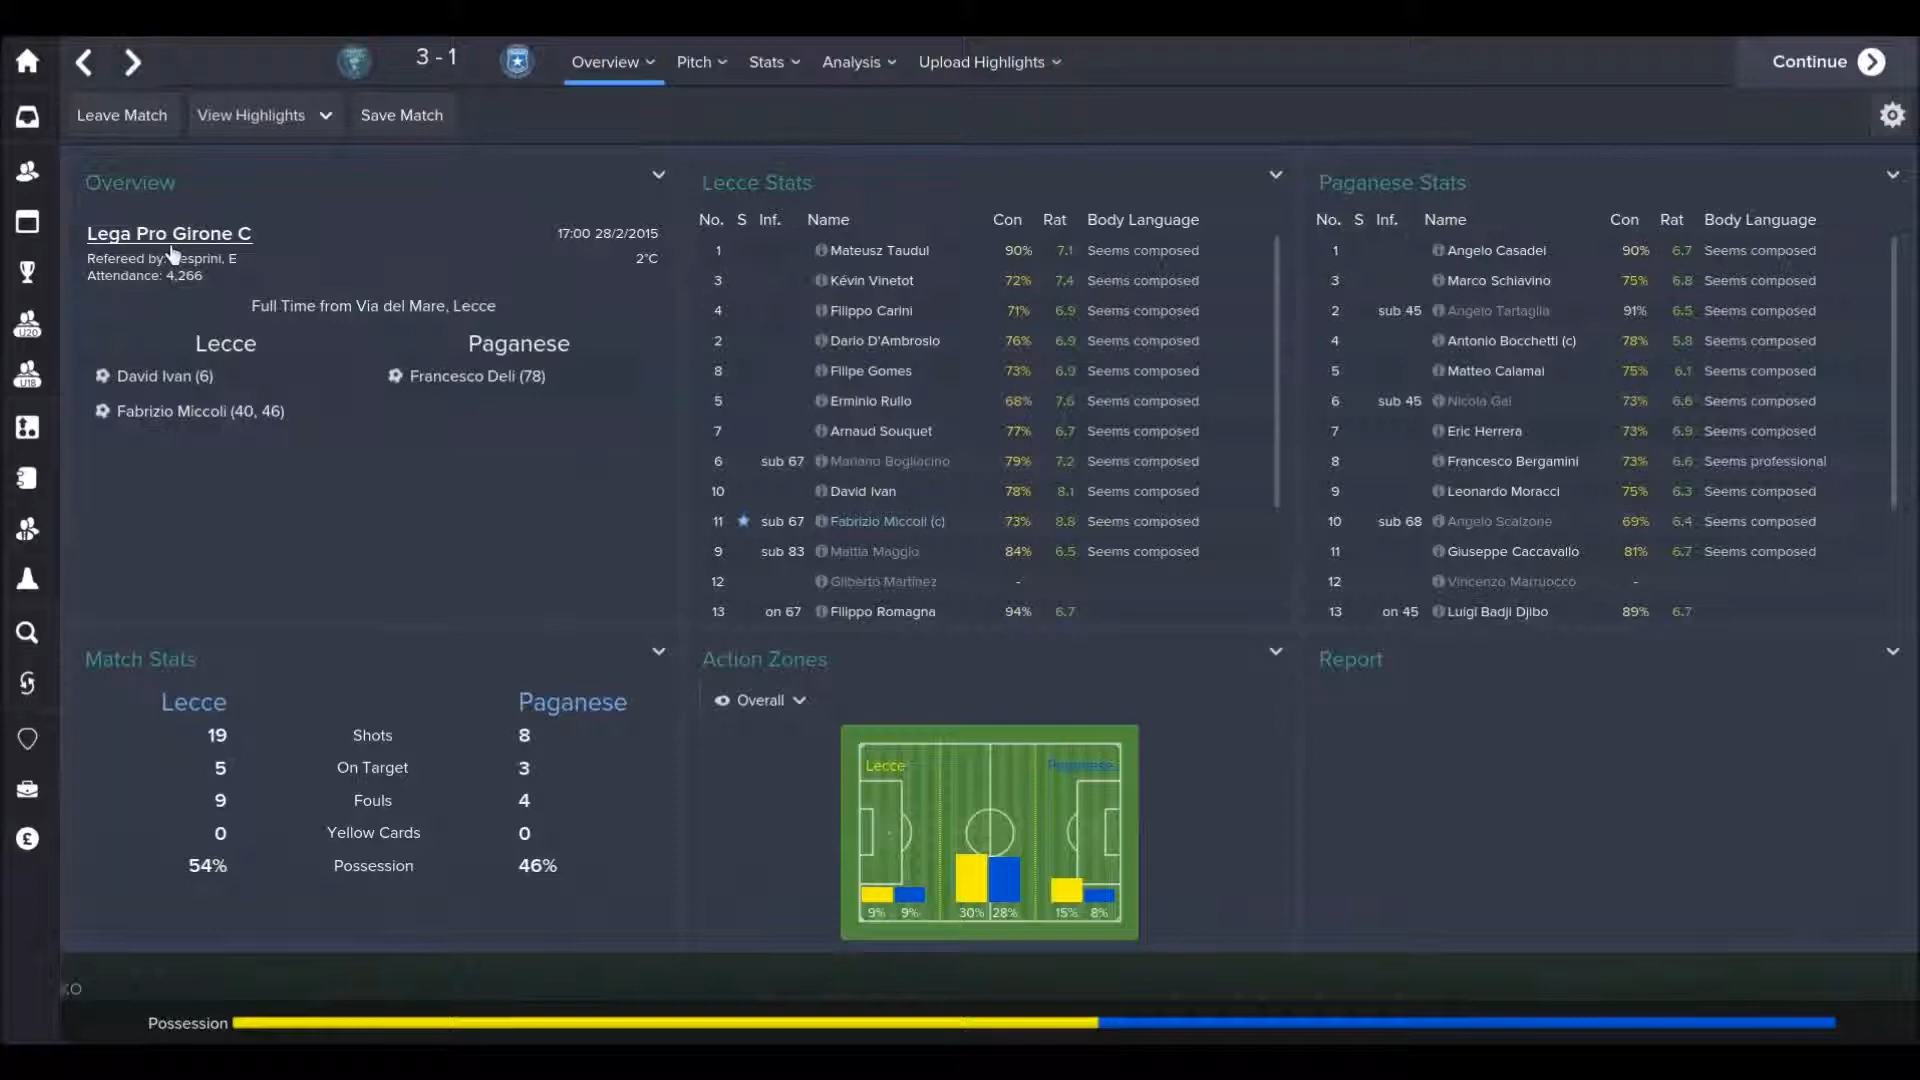 3 - 1
Overview
Pitch
Stats
Analysis
Upload Highlights
Continue
Leave Match
View Highlights
Save Match
U20
U18
Overview
Lega Pro Girone C
17:00 28/2/2015
Refereed by: esprini, E
2°C
Attendance: 4,266
Full Time from Via del Mare, Lecce
Lecce Paganese
David Ivan (6) Francesco Deli (78)
Fabrizio Miccoli (40, 46)
Lecce Stats
No. S Inf. Name Con Rat Body Language
1 Mateusz Taudul 90% 7.1 Seems composed
3 Kévin Vinetot 72% 7.4 Seems composed
4 Filippo Carini 71% 6.9 Seems composed
2 Dario D'Ambrosio 76% 6.9 Seems composed
8 Filipe Gomes 73% 6.9 Seems composed
5 Erminio Rullo 68% 7.6 Seems composed
7 Arnaud Souquet 77% 6.7 Seems composed
6 sub 67 Mariano Bogliacino 79% 7.2 Seems composed
10 David Ivan 78% 8.1 Seems composed
11 sub 67 Fabrizio Miccoli (c) 73% 8.8 Seems composed
9 sub 83 Mattia Maggio 84% 6.5 Seems composed
12 Gilberto Martínez -
13 on 67 Filippo Romagna 94% 6.7
Paganese Stats
No. S Inf. Name Con Rat Body Language
1 Angelo Casadei 90% 6.7 Seems composed
3 Marco Schiavino 75% 6.8 Seems composed
2 sub 45 Angelo Tartaglia 91% 6.5 Seems composed
4 Antonio Bocchetti (c) 78% 5.8 Seems composed
5 Matteo Calamai 75% 6.1 Seems composed
6 sub 45 Nicola Gai 73% 6.6 Seems composed
7 Eric Herrera 73% 6.9 Seems composed
8 Francesco Bergamini 73% 6.6 Seems professional
9 Leonardo Moracci 75% 6.3 Seems composed
10 sub 68 Angelo Scalzone 69% 6.4 Seems composed
11 Giuseppe Caccavallo 81% 6.7 Seems composed
12 Vincenzo Marruocco -
13 on 45 Luigi Badji Djibo 89% 6.7
Match Stats
Lecce Paganese
19 Shots 8
5 On Target 3
9 Fouls 4
0 Yellow Cards 0
54% Possession 46%
Action Zones
Overall
Lecce Paganese
9% 9% 30% 28% 15% 8%
Report
KO
Possession